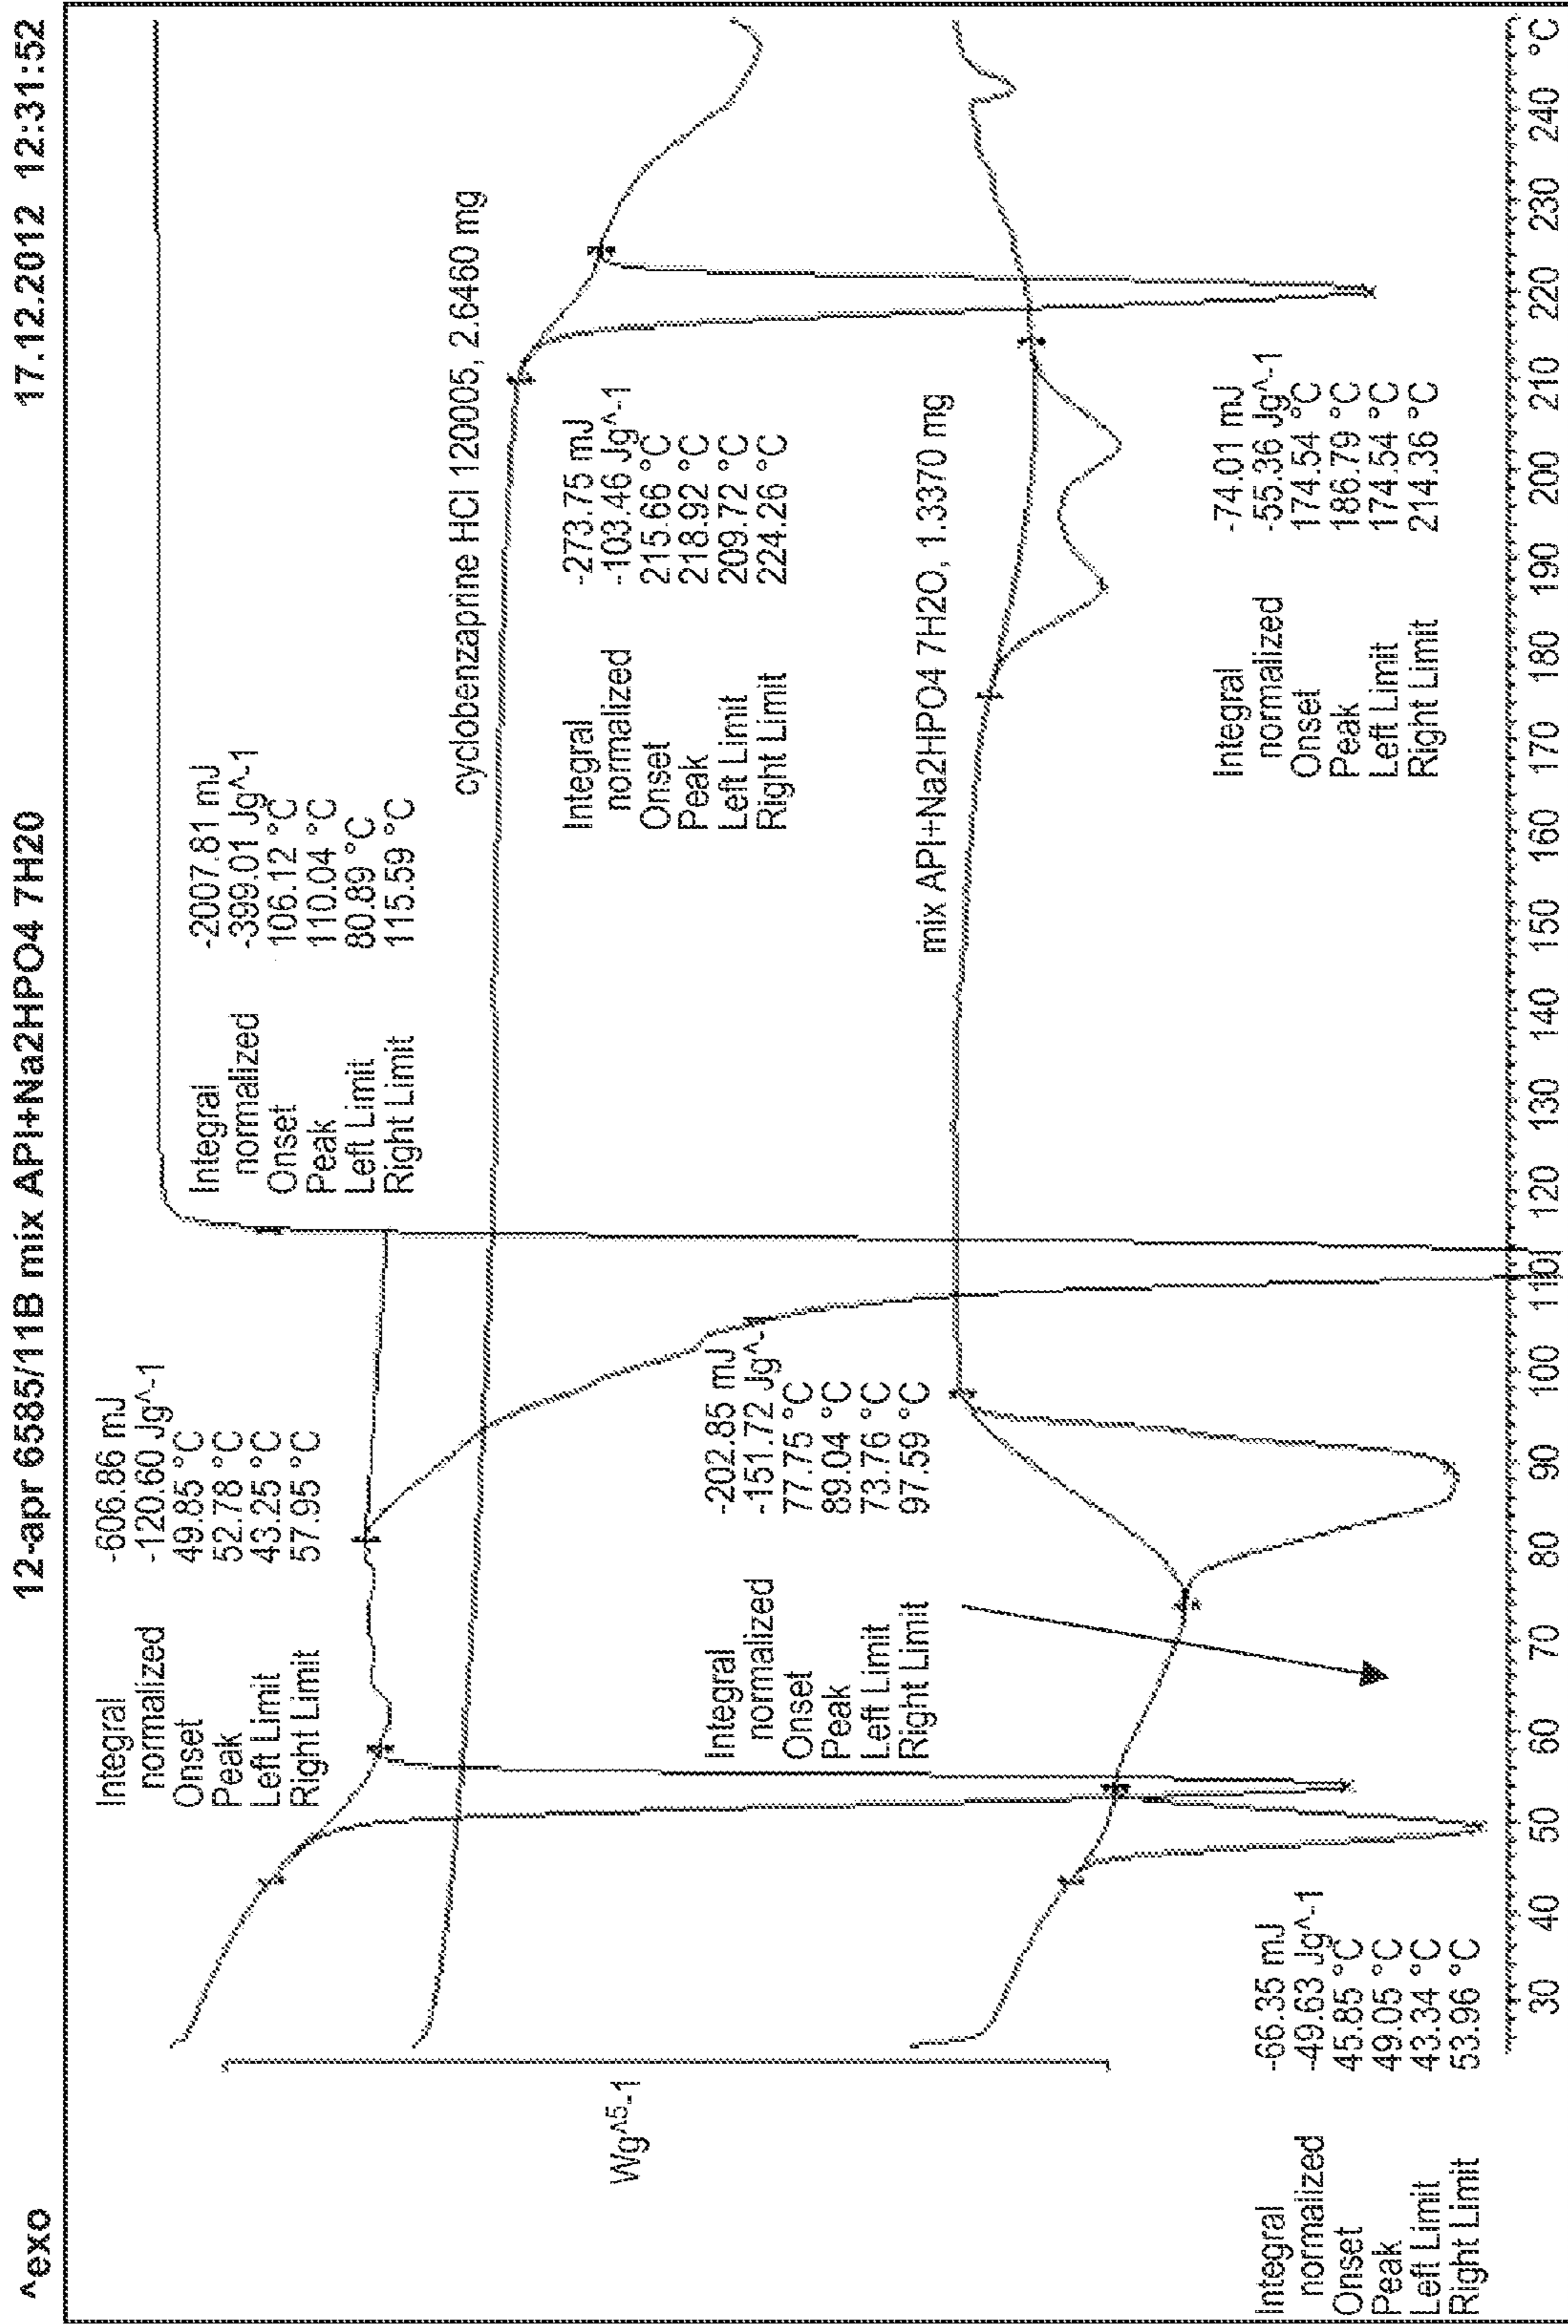 ^exo
12-apr 6585/11B mix API+Na2HPO4 7H20
17.12.2012 12:31:52
Integral -606.86 mJ
normalized -120.60 Jg^-1
Onset 49.85 °C
Peak 52.78 °C
Left Limit 43.25 °C
Right Limit 57.95 °C
Integral -2007.81 mJ
normalized -399.01 Jg^-1
Onset 106.12 °C
Peak 110.04 °C
Left Limit 80.89 °C
Right Limit 115.59 °C
cyclobenzaprine HCl 12005, 2.6460 mg
Integral -273.75 mJ
normalized -103.46 Jg^-1
Onset 215.66 °C
Peak 218.92 °C
Left Limit 209.72 °C
Right Limit 224.26 °C
Wg^5-1
Integral -202.85 mJ
normalized -151.72 Jg^-
Onset 77.75 °C
Peak 89.04 °C
Left Limit 73.76 °C
Right Limit 97.59 °C
mix API+Na2HPO4 7H2O, 1.3370 mg
Integral -74.01 mJ
normalized -55.36 Jg^-1
Onset 174.54 °C
Peak 186.79 °C
Left Limit 174.54 °C
Right Limit 214.36 °C
Integral -66.35 mJ
normalized -49.63 Jg^-1
Onset 45.85 °C
Peak 49.05 °C
Left Limit 43.34 °C
Right Limit 53.96 °C
30 40 50 60 70 80 90 100 110 120 130 140 150 160 170 180 190 200 210 220 230 240 °C